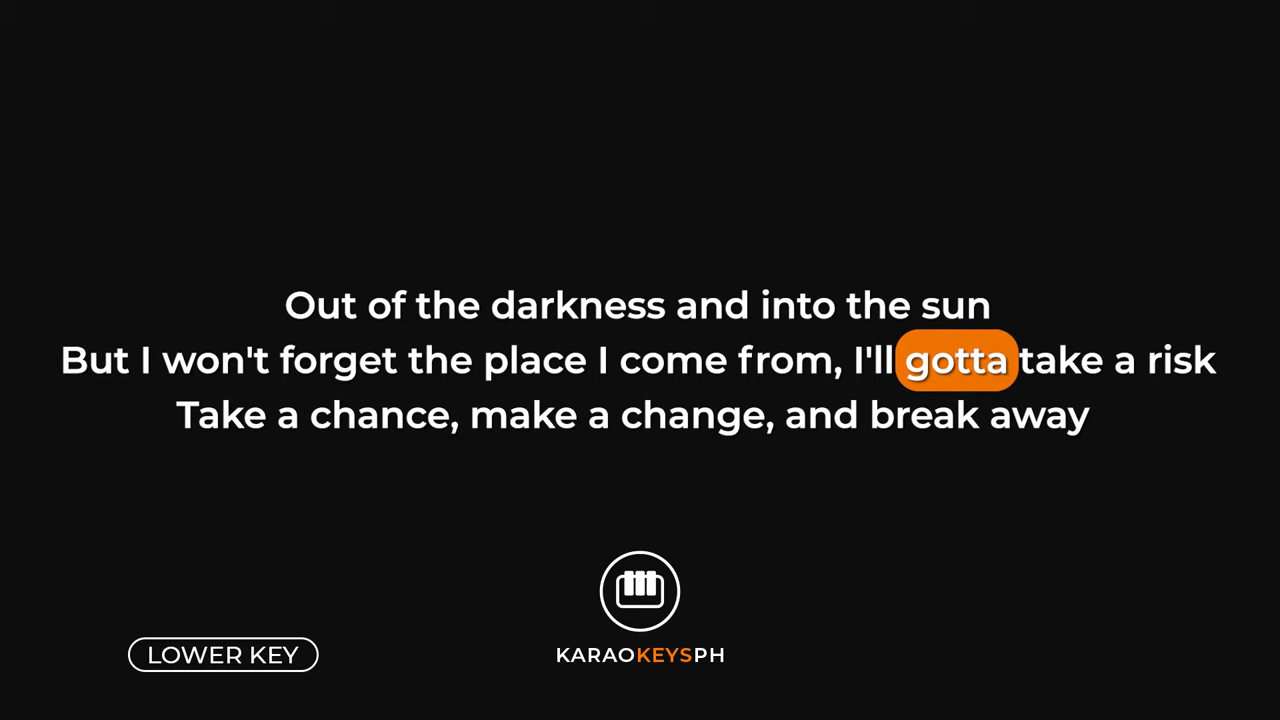 Out of the darkness and into the sun
But I won't forget the place I come from, I'll gotta take a risk
Take a chance, make a change, and break away
LOWER KEY
KARAOKEYSPH